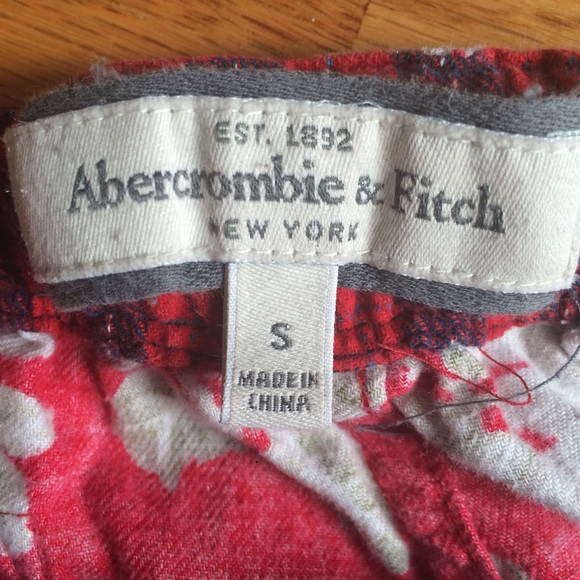 EST. 1892
Abercrombie & Fitch
NEW YORK
S
MADE IN
CHINA